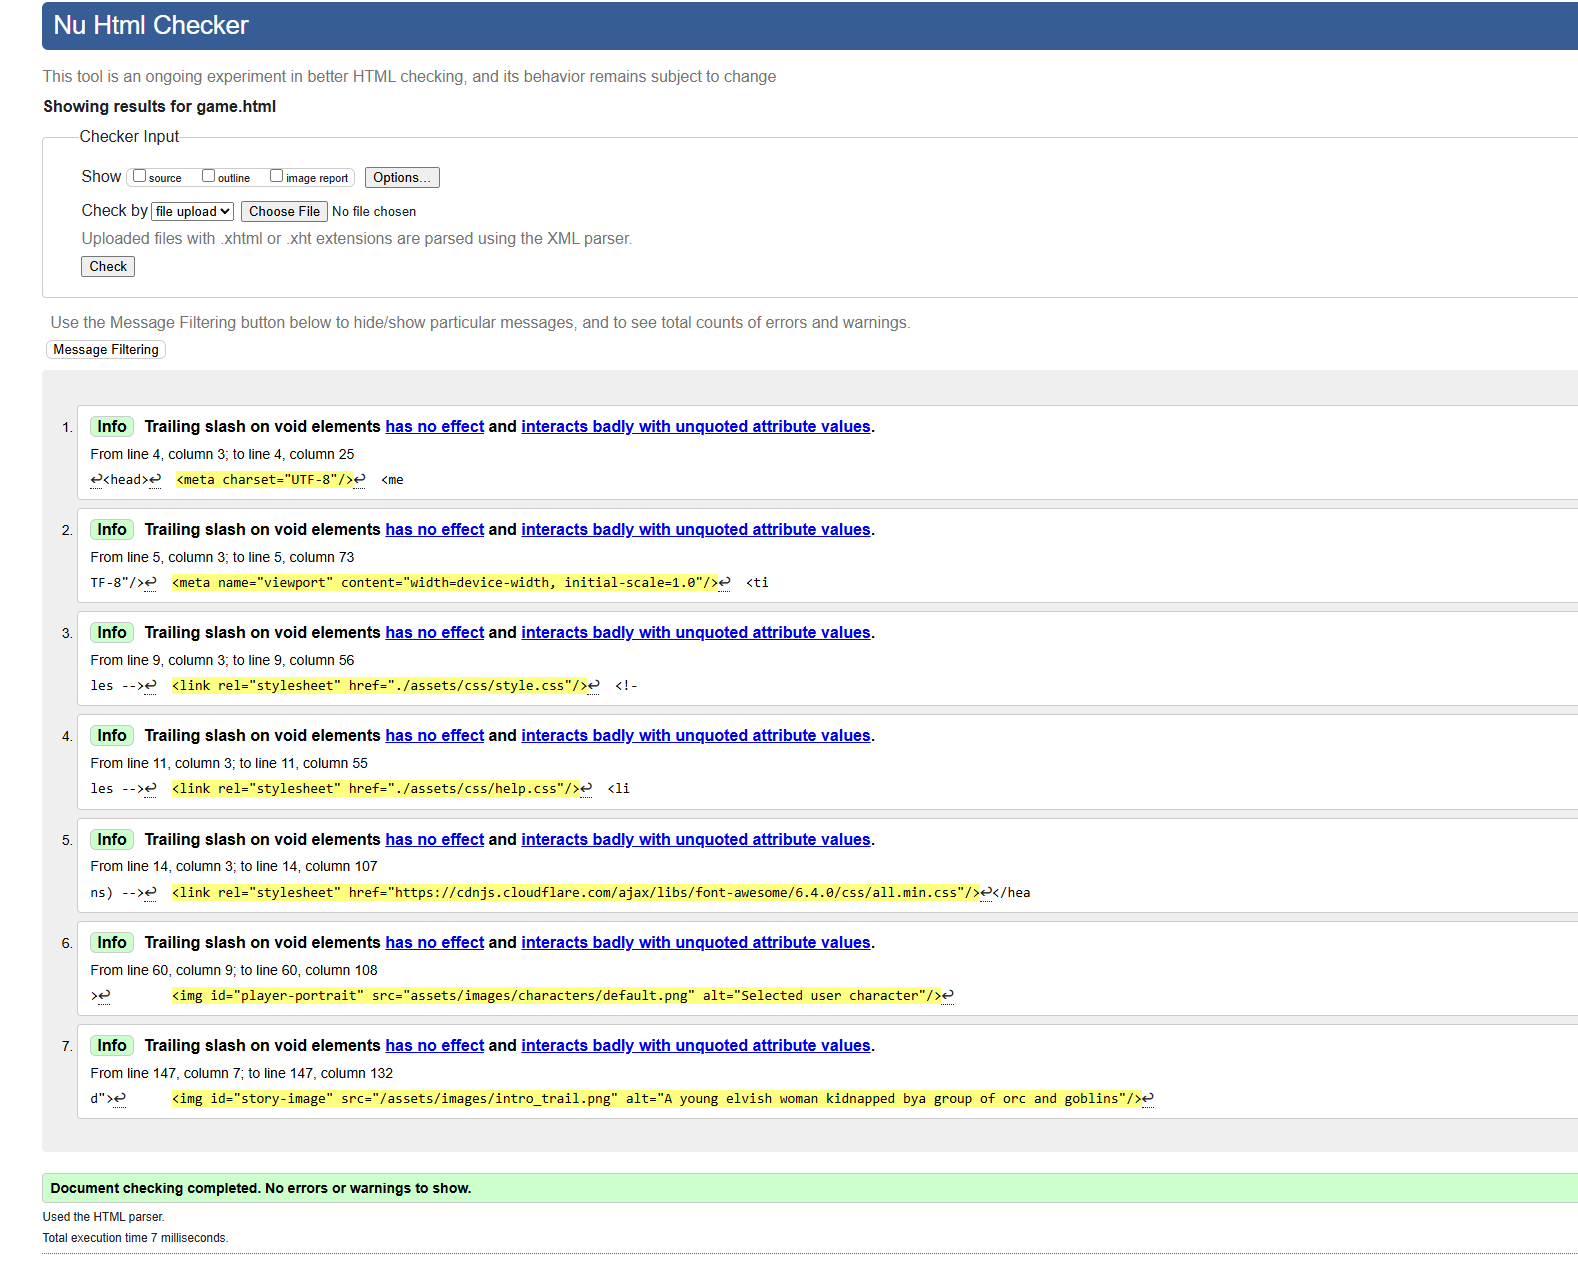 Nu Html Checker
This tool is an ongoing experiment in better HTML checking, and its behavior remains subject to change
Showing results for game.html
Checker Input
Show source outline image report Options...
Check by file upload Choose File No file chosen
Uploaded files with .xhtml or .xht extensions are parsed using the XML parser.
Check
Use the Message Filtering button below to hide/show particular messages, and to see total counts of errors and warnings.
Message Filtering
1. Info Trailing slash on void elements has no effect and interacts badly with unquoted attribute values.
From line 4, column 3; to line 4, column 25
↩<head>↩ <meta charset="UTF-8"/>↩ <me
2. Info Trailing slash on void elements has no effect and interacts badly with unquoted attribute values.
From line 5, column 3; to line 5, column 73
TF-8"/>↩ <meta name="viewport" content="width=device-width, initial-scale=1.0"/>↩ <ti
3. Info Trailing slash on void elements has no effect and interacts badly with unquoted attribute values.
From line 9, column 3; to line 9, column 56
les -->↩ <link rel="stylesheet" href="./assets/css/style.css"/>↩ <!-
4. Info Trailing slash on void elements has no effect and interacts badly with unquoted attribute values.
From line 11, column 3; to line 11, column 55
les -->↩ <link rel="stylesheet" href="./assets/css/help.css"/>↩ <li
5. Info Trailing slash on void elements has no effect and interacts badly with unquoted attribute values.
From line 14, column 3; to line 14, column 107
ns) -->↩ <link rel="stylesheet" href="https://cdnjs.cloudflare.com/ajax/libs/font-awesome/6.4.0/css/all.min.css"/>↩</hea
6. Info Trailing slash on void elements has no effect and interacts badly with unquoted attribute values.
From line 60, column 9; to line 60, column 108
>↩ <img id="player-portrait" src="assets/images/characters/default.png" alt="Selected user character"/>↩
7. Info Trailing slash on void elements has no effect and interacts badly with unquoted attribute values.
From line 147, column 7; to line 147, column 132
d">↩ <img id="story-image" src="/assets/images/intro_trail.png" alt="A young elvish woman kidnapped bya group of orc and goblins"/>↩
Document checking completed. No errors or warnings to show.
Used the HTML parser.
Total execution time 7 milliseconds.